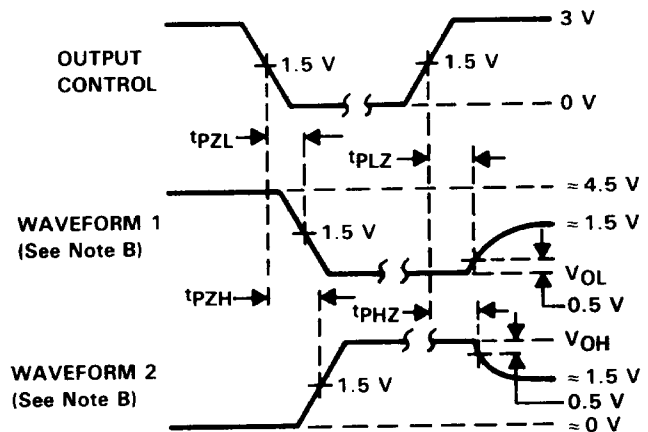 3 V
OUTPUT
CONTROL
1.5 V
1.5 V
0 V
tPZL
tPLZ
≈ 4.5 V
WAVEFORM 1
(See Note B)
1.5 V
≈ 1.5 V
VOL
0.5 V
tPZH
tPHZ
VOH
WAVEFORM 2
(See Note B)
1.5 V
≈ 1.5 V
0.5 V
≈ 0 V